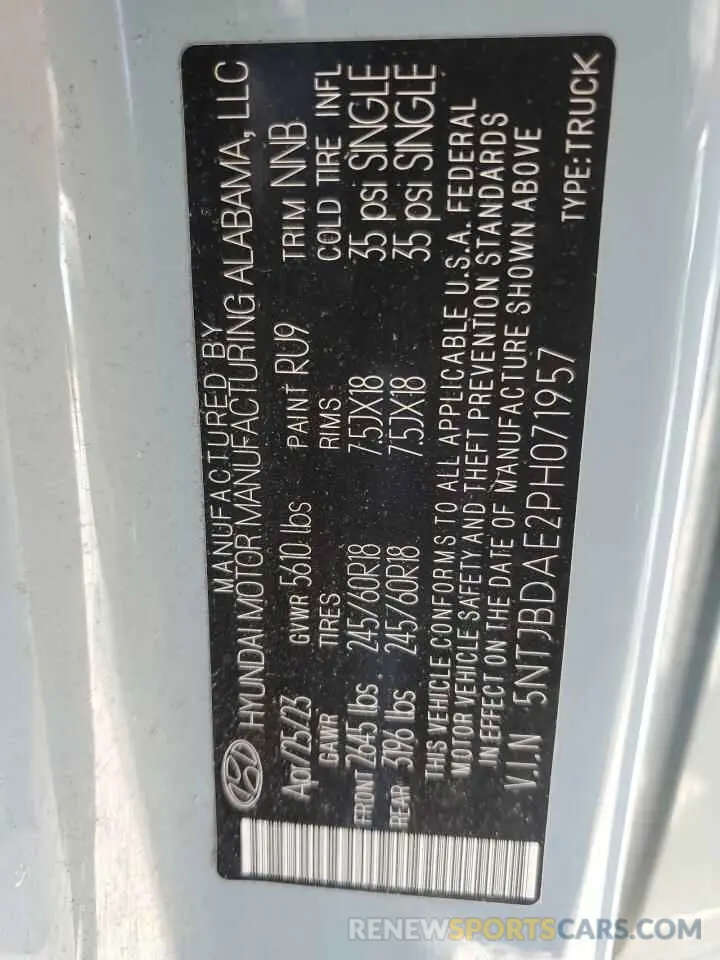 MANUFACTURED BY
HYUNDAI MOTOR MANUFACTURING ALABAMA, LLC
Apr/25/23 GVWR 5610 lbs PAINT RU9 TRIM NNB
GAWR TIRES RIMS COLD TIRE INFL
FRONT 2645 lbs. 245/60R18 7.5JX18 35 psi SINGLE
REAR 3196 lbs 245/60R18 7.5JX18 35 psi SINGLE
THIS VEHICLE CONFORMS TO ALL APPLICABLE U.S.A. FEDERAL
MOTOR VEHICLE SAFETY AND THEFT PREVENTION STANDARDS
IN EFFECT ON THE DATE OF MANUFACTURE SHOWN ABOVE
V.I.N 5NTJBDAE2PH071957
TYPE: TRUCK
RENEWSPORTSCARS.COM